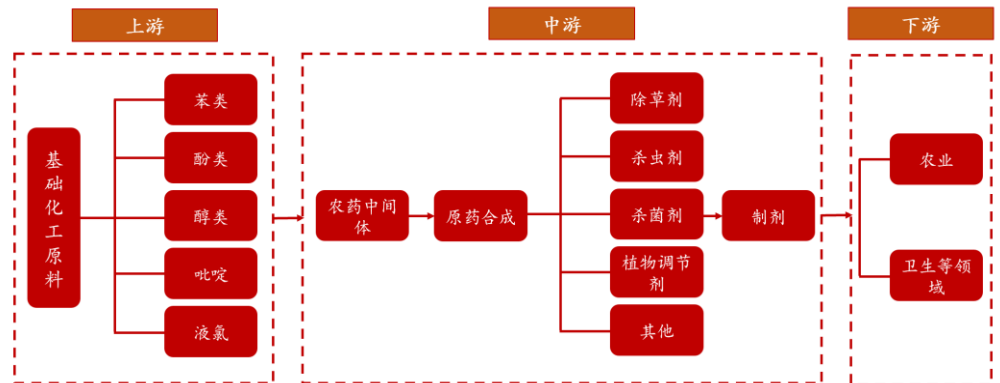 上游
中游
下游
基
础
化
工
原
料
苯类
酚类
醇类
吡啶
液氯
农药中间
体
原药合成
除草剂
杀虫剂
杀菌剂
植物调节
剂
其他
制剂
农业
卫生等领
域